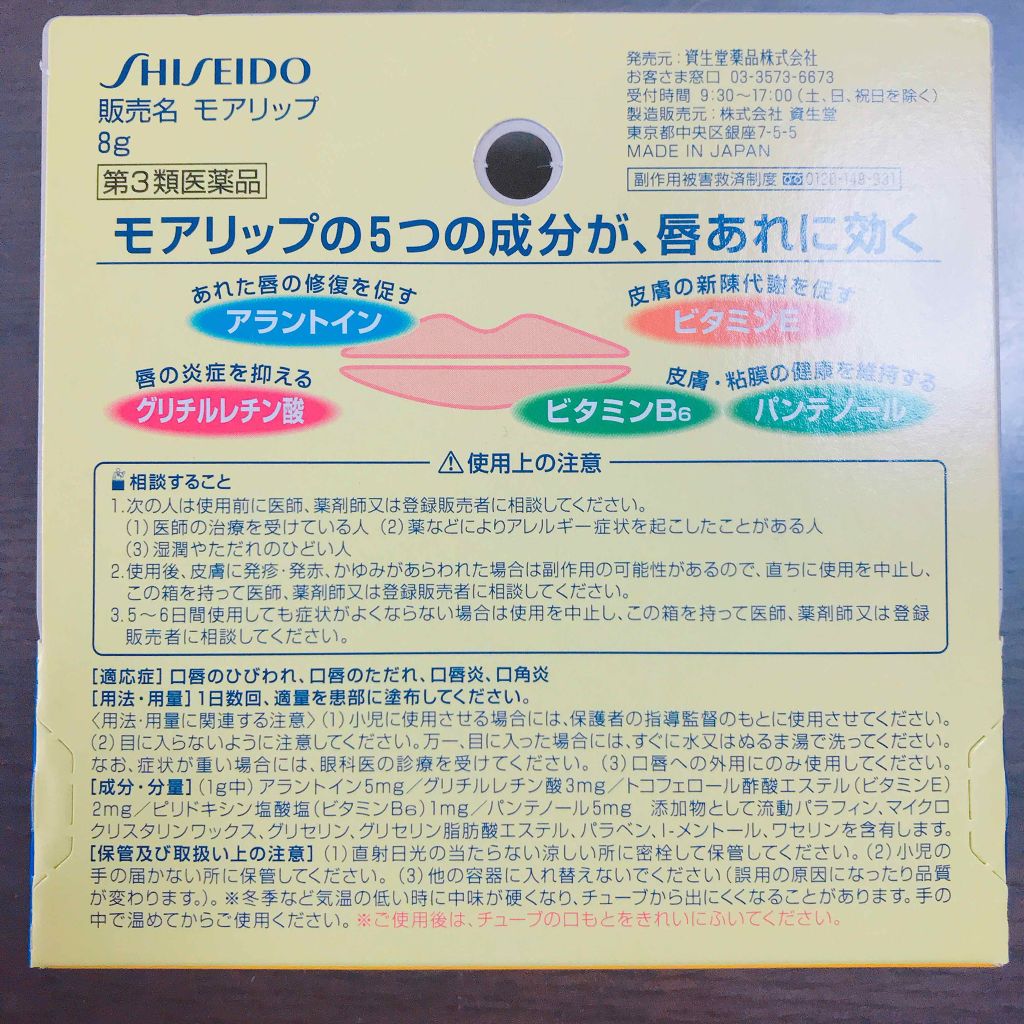 SHISEIDO
販売名 モアリップ
8g
第3類医薬品
発売元:資生堂薬品株式会社
お客さま窓口 03-3573-6673
受付時間 9:30〜17:00(土、日、祝日を除く)
製造販売元:株式会社 資生堂
東京都中央区銀座7-5-5
MADE IN JAPAN
副作用被害救済制度 0120-149-931
モアリップの5つの成分が、唇あれに効く
あれた唇の修復を促す
アラントイン
皮膚の新陳代謝を促す
ビタミンE
唇の炎症を抑える
グリチルレチン酸
皮膚・粘膜の健康を維持する
ビタミンB6
パンテノール
⚠使用上の注意
相談すること
1.次の人は使用前に医師、薬剤師又は登録販売者に相談してください。
(1)医師の治療を受けている人 (2)薬などによりアレルギー症状を起こしたことがある人
(3)湿潤やただれのひどい人
2.使用後、皮膚に発疹・発赤、かゆみがあらわれた場合は副作用の可能性があるので、直ちに使用を中止し、
この箱を持って医師、薬剤師又は登録販売者に相談してください。
3.5〜6日間使用しても症状がよくならない場合は使用を中止し、この箱を持って医師、薬剤師又は登録
販売者に相談してください。
[適応症]口唇のひびわれ、口唇のただれ、口唇炎、口角炎
[用法・用量]1日数回、適量を患部に塗布してください。
〈用法・用量に関連する注意〉(1)小児に使用させる場合には、保護者の指導監督のもとに使用させてください。
(2)目に入らないように注意してください。万一、目に入った場合には、すぐに水又はぬるま湯で洗ってください。
なお、症状が重い場合には、眼科医の診療を受けてください。(3)口唇への外用にのみ使用してください。
[成分・分量](1g中)アラントイン5mg/グリチルレチン酸3mg/トコフェロール酢酸エステル(ビタミンE)
2mg/ピリドキシン塩酸塩(ビタミンB6)1mg/パンテノール5mg 添加物として流動パラフィン、マイクロ
クリスタリンワックス、グリセリン、グリセリン脂肪酸エステル、パラベン、l-メントール、ワセリンを含有します。
[保管及び取扱い上の注意](1)直射日光の当たらない涼しい所に密栓して保管してください。(2)小児の
手の届かない所に保管してください。(3)他の容器に入れ替えないでください(誤用の原因になったり品質
が変わります。)。※冬季など気温の低い時に中味が硬くなり、チューブから出にくくなることがあります。手の
中で温めてからご使用ください。※ご使用後は、チューブの口もとをきれいにふいてください。